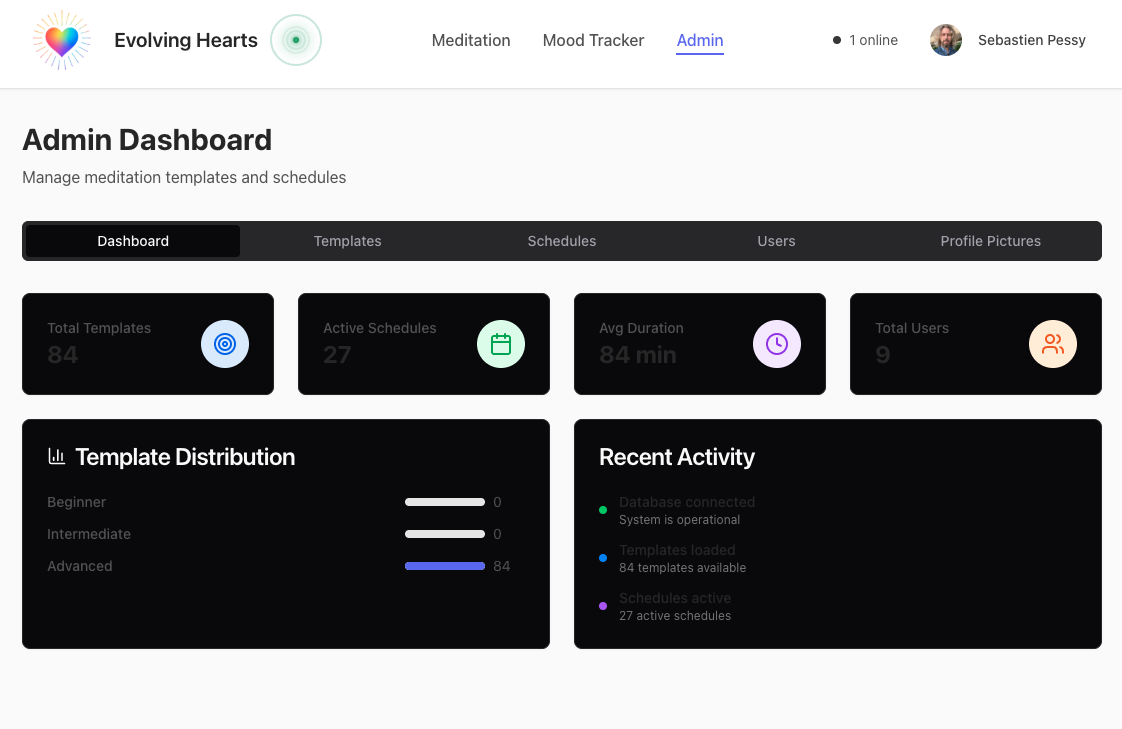 Evolving Hearts
Meditation
Mood Tracker
Admin
1 online
Sebastien Pessy
Admin Dashboard
Manage meditation templates and schedules
Dashboard
Templates
Schedules
Users
Profile Pictures
Total Templates
84
Active Schedules
27
Avg Duration
84 min
Total Users
9
Template Distribution
Beginner 0
Intermediate 0
Advanced 84
Recent Activity
Database connected
System is operational
Templates loaded
84 templates available
Schedules active
27 active schedules